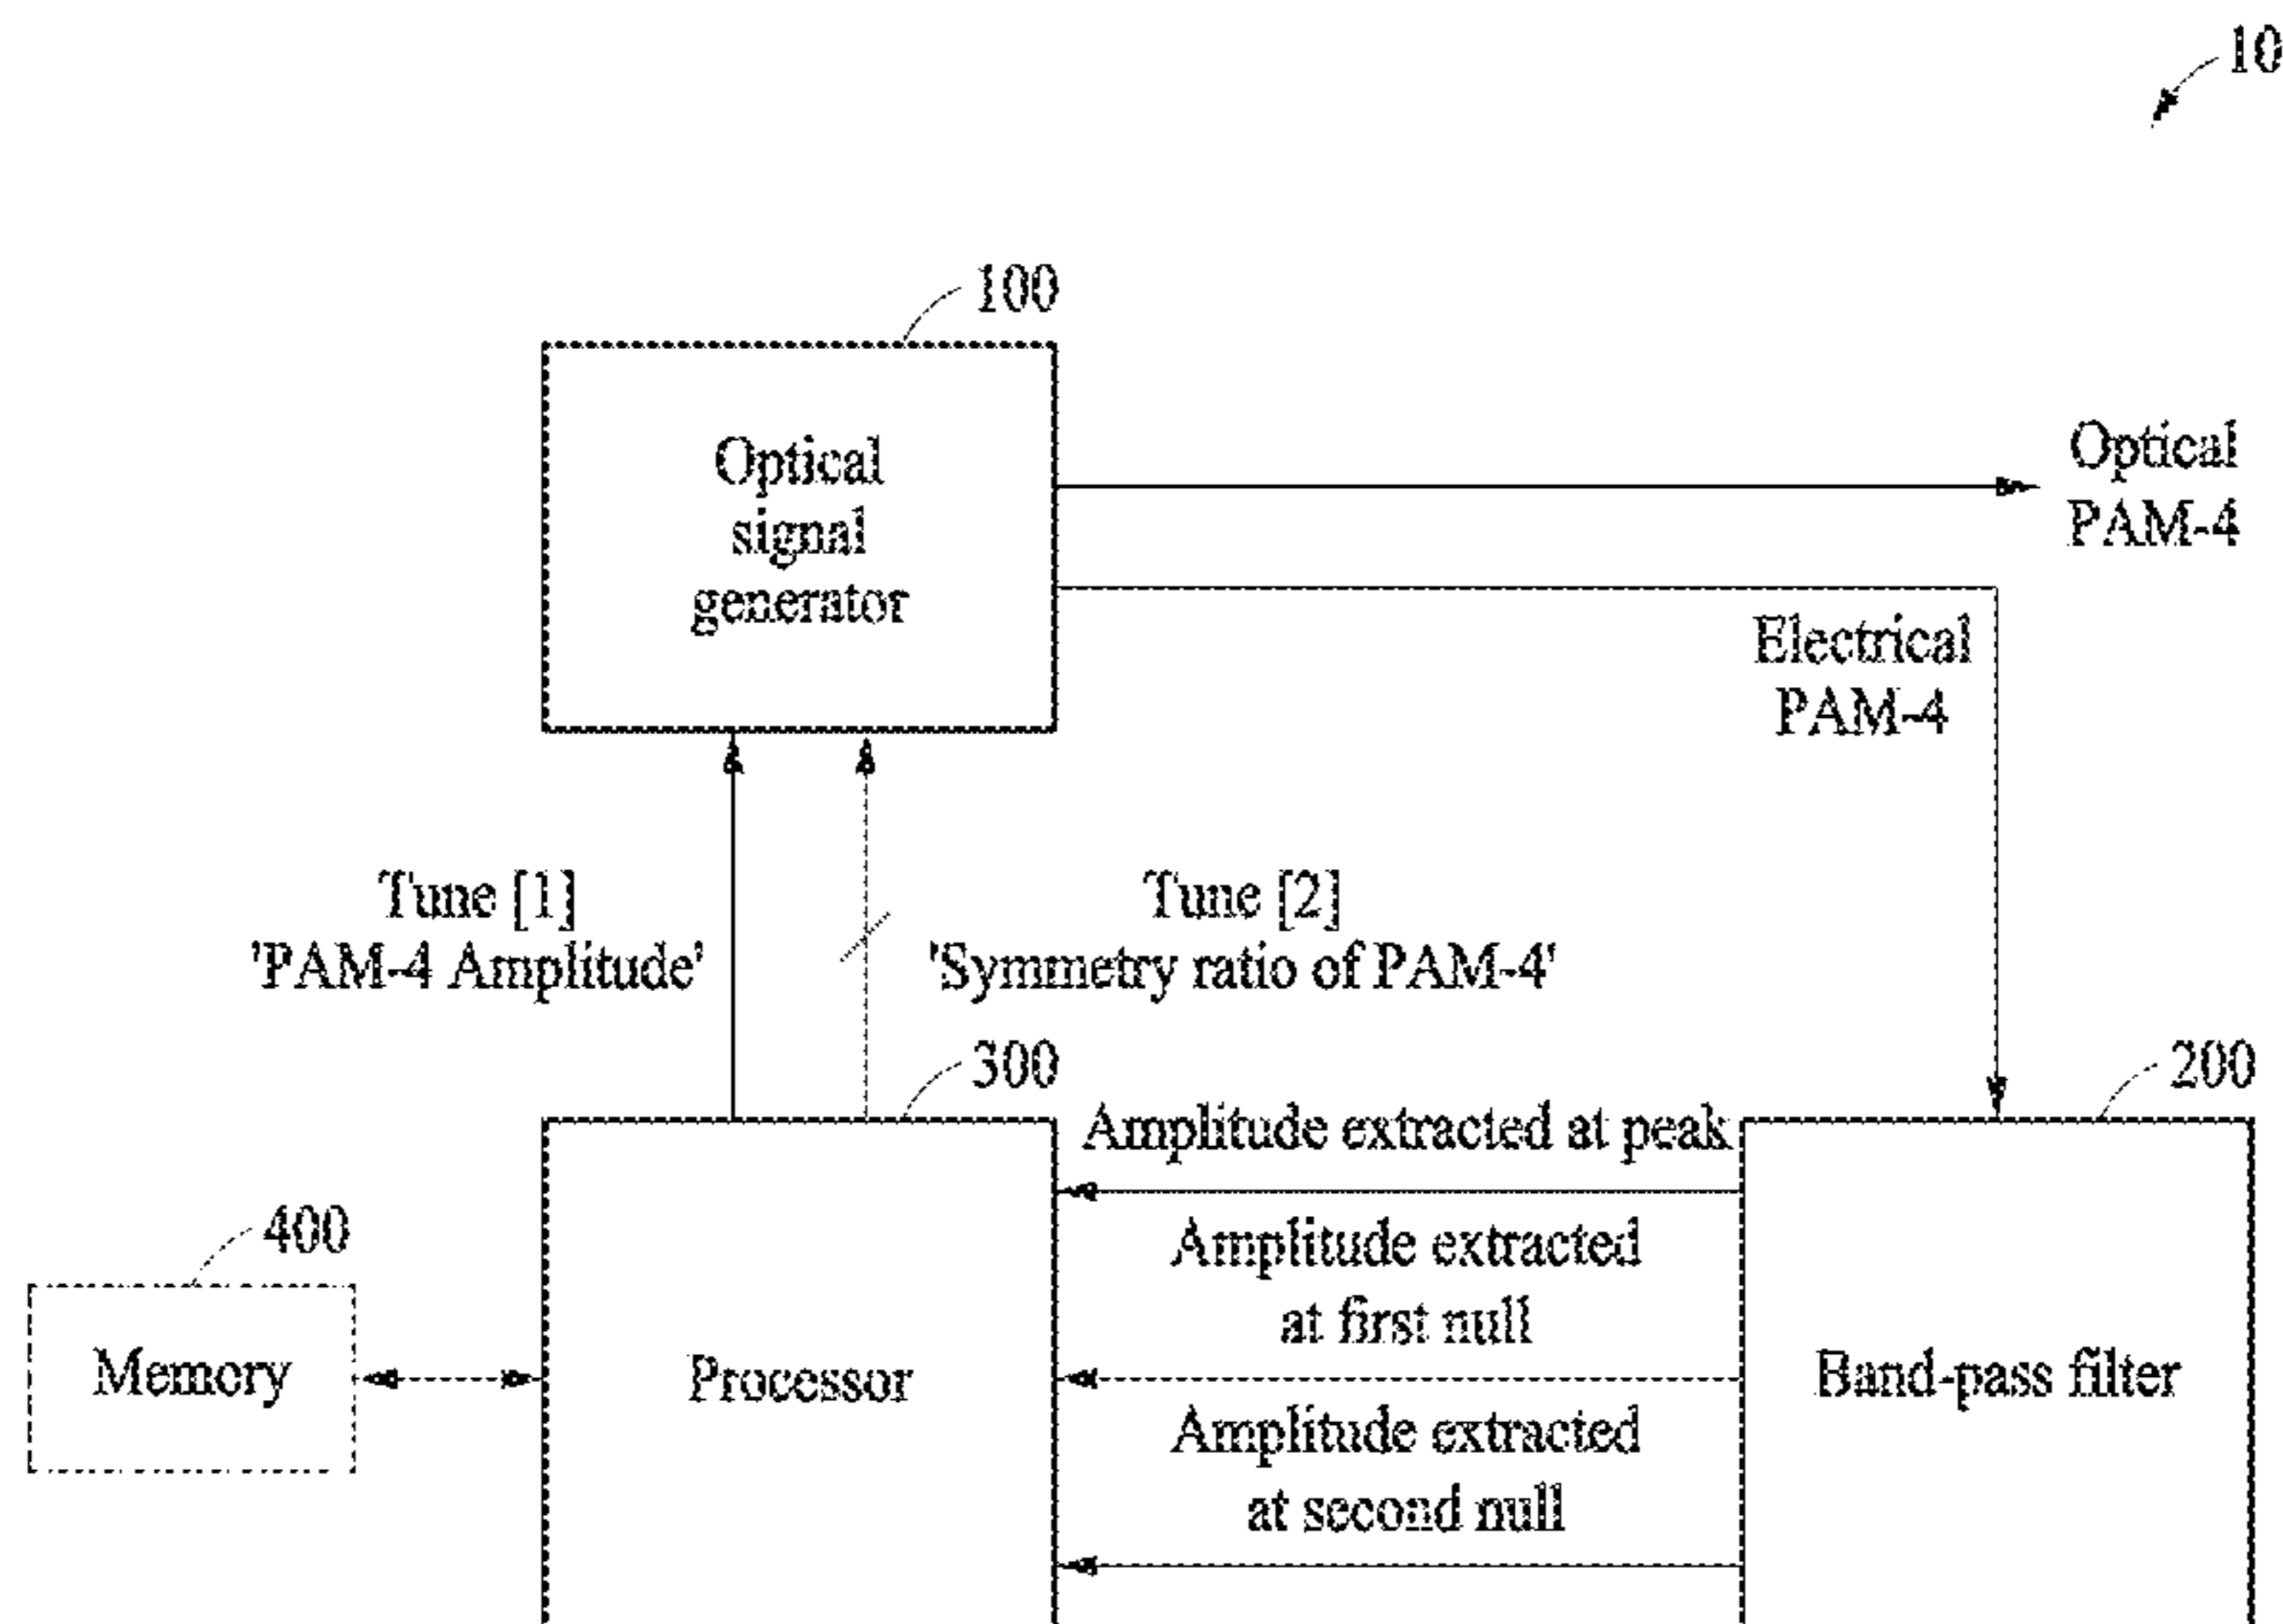 10
100
Optical
signal
generator
Optical
PAM-4
Electrical
PAM-4
Tune [1]
'PAM-4 Amplitude'
Tune [2]
'Symmetry ratio of PAM-4'
300
200
Amplitude extracted at peak
400
Amplitude extracted
at first null
Memory
Processor
Band-pass filter
Amplitude extracted
at second null